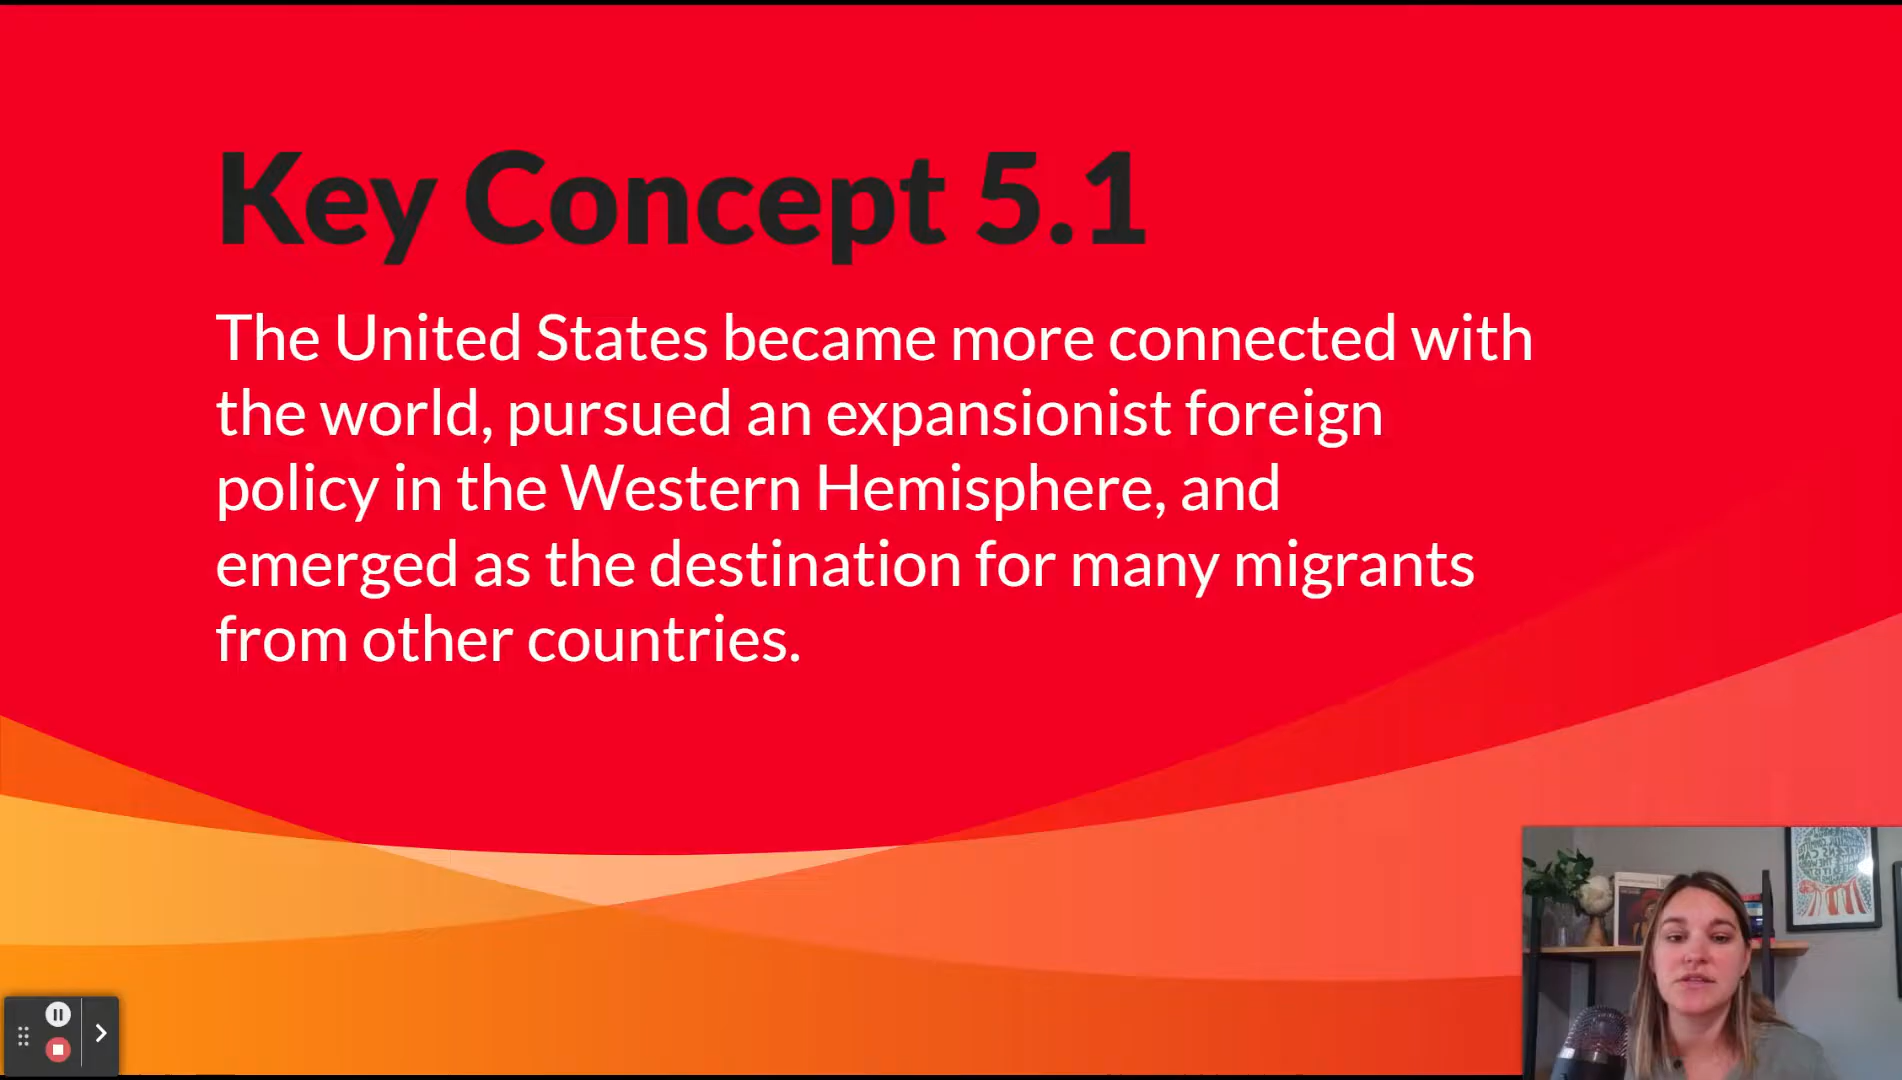 Key Concept 5.1
The United States became more connected with
the world, pursued an expansionist foreign
policy in the Western Hemisphere, and
emerged as the destination for many migrants
from other countries.